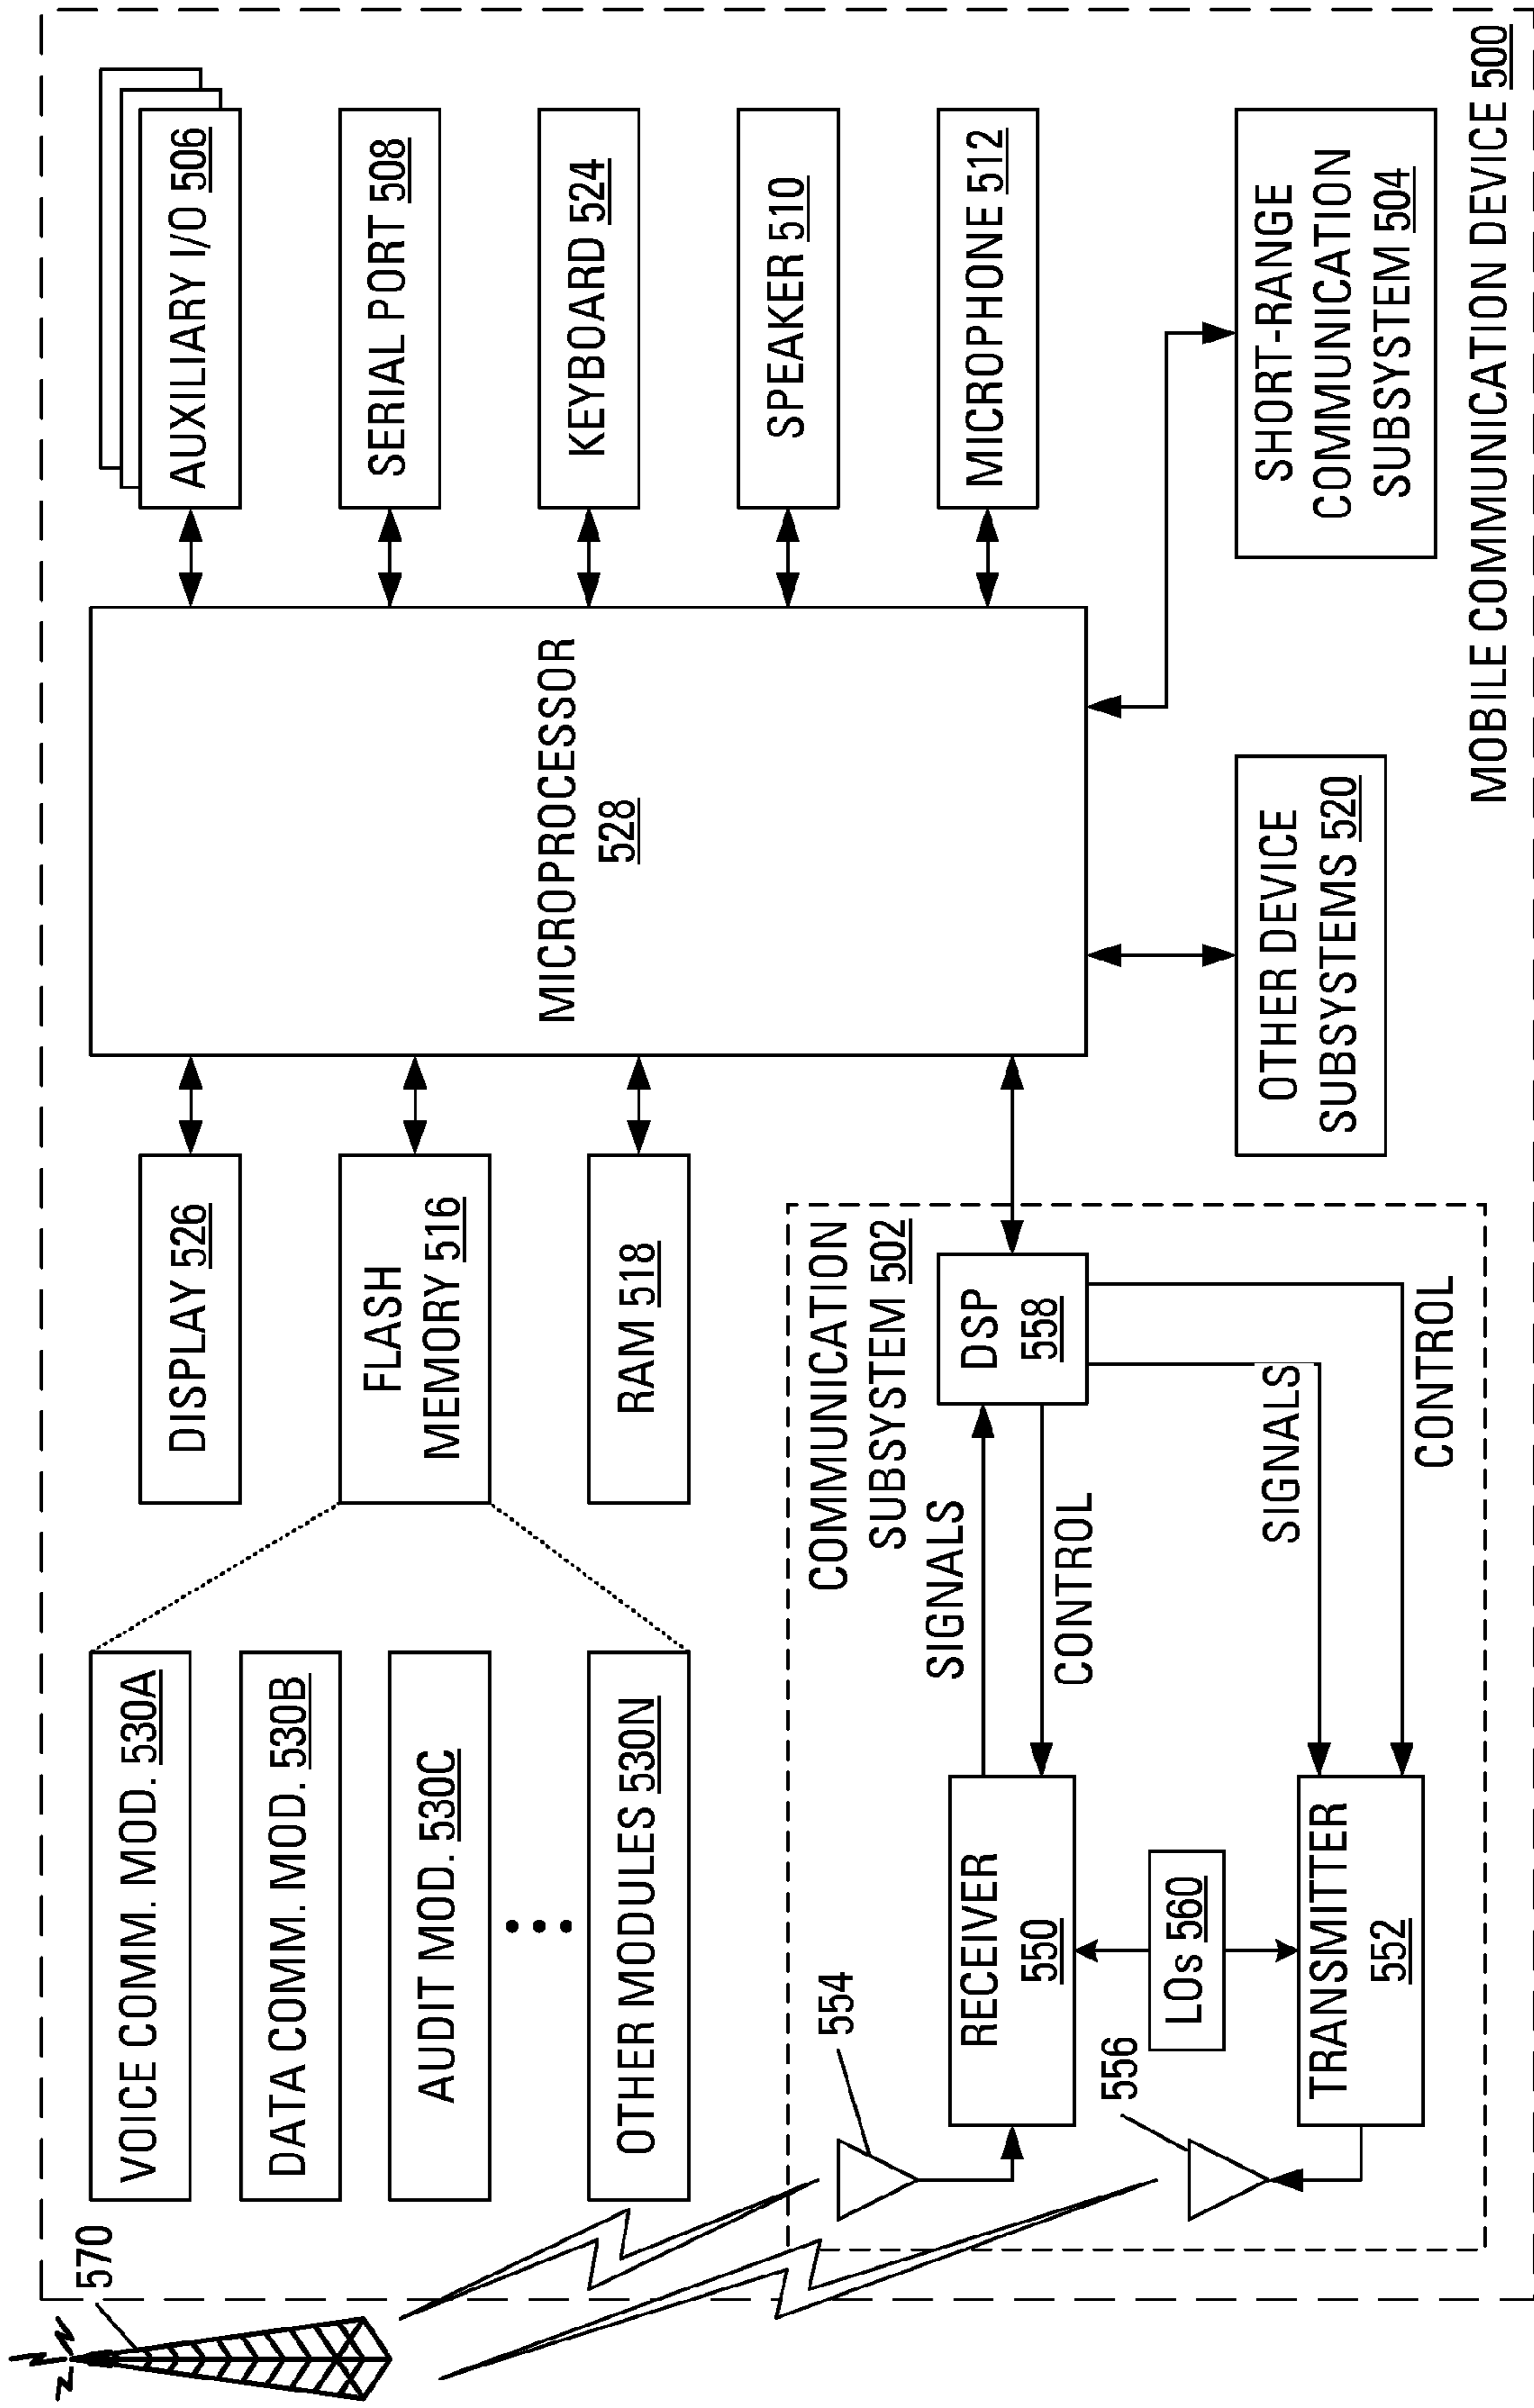 570
VOICE COMM. MOD. 530A
DATA COMM. MOD. 530B
AUDIT MOD. 530C
OTHER MODULES 530N
DISPLAY 526
FLASH
MEMORY 516
RAM 518
MICROPROCESSOR
528
AUXILIARY I/O 506
SERIAL PORT 508
KEYBOARD 524
SPEAKER 510
MICROPHONE 512
COMMUNICATION
SUBSYSTEM 502
554
RECEIVER
550
SIGNALS
CONTROL
DSP
558
556
LOs 560
TRANSMITTER
552
SIGNALS
CONTROL
OTHER DEVICE
SUBSYSTEMS 520
SHORT-RANGE
COMMUNICATION
SUBSYSTEM 504
MOBILE COMMUNICATION DEVICE 500